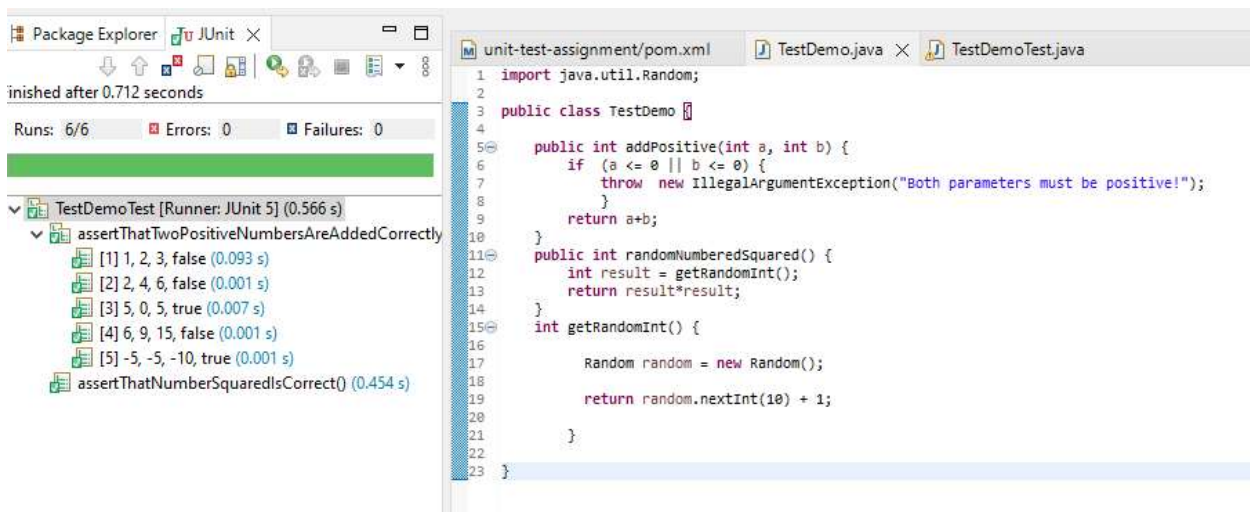 Package Explorer JUnit
inished after 0.712 seconds
Runs: 6/6 Errors: 0 Failures: 0
TestDemoTest [Runner: JUnit 5] (0.566 s)
assertThatTwoPositiveNumbersAreAddedCorrectly
[1] 1, 2, 3, false (0.093 s)
[2] 2, 4, 6, false (0.001 s)
[3] 5, 0, 5, true (0.007 s)
[4] 6, 9, 15, false (0.001 s)
[5] -5, -5, -10, true (0.001 s)
assertThatNumberSquaredIsCorrect() (0.454 s)
unit-test-assignment/pom.xml TestDemo.java TestDemoTest.java
1 import java.util.Random;
2
3 public class TestDemo {
4
5 public int addPositive(int a, int b) {
6 if (a <= 0 || b <= 0) {
7 throw new IllegalArgumentException("Both parameters must be positive!");
8 }
9 return a+b;
10 }
11 public int randomNumberedSquared() {
12 int result = getRandomInt();
13 return result*result;
14 }
15 int getRandomInt() {
16
17 Random random = new Random();
18
19 return random.nextInt(10) + 1;
20
21 }
22
23 }